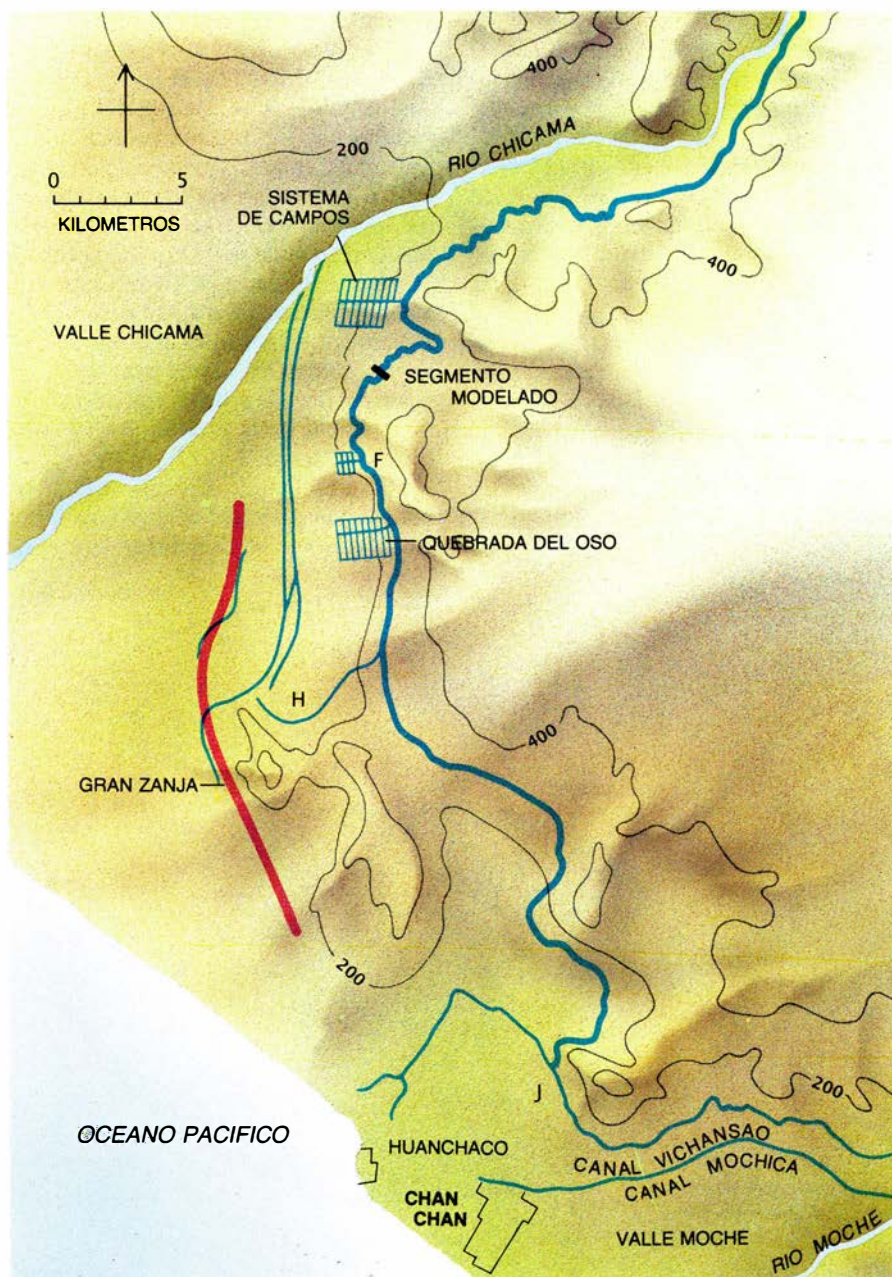 400
RIO CHICAMA
200
0 5
KILOMETROS
SISTEMA
DE CAMPOS
400
VALLE CHICAMA
SEGMENTO
MODELADO
F
QUEBRADA DEL OSO
H
400
GRAN ZANJA
200
J
200
OCEANO PACIFICO
HUANCHACO
CANAL VICHANSAO
CANAL MOCHICA
CHAN
CHAN
VALLE MOCHE
RIO MOCHE